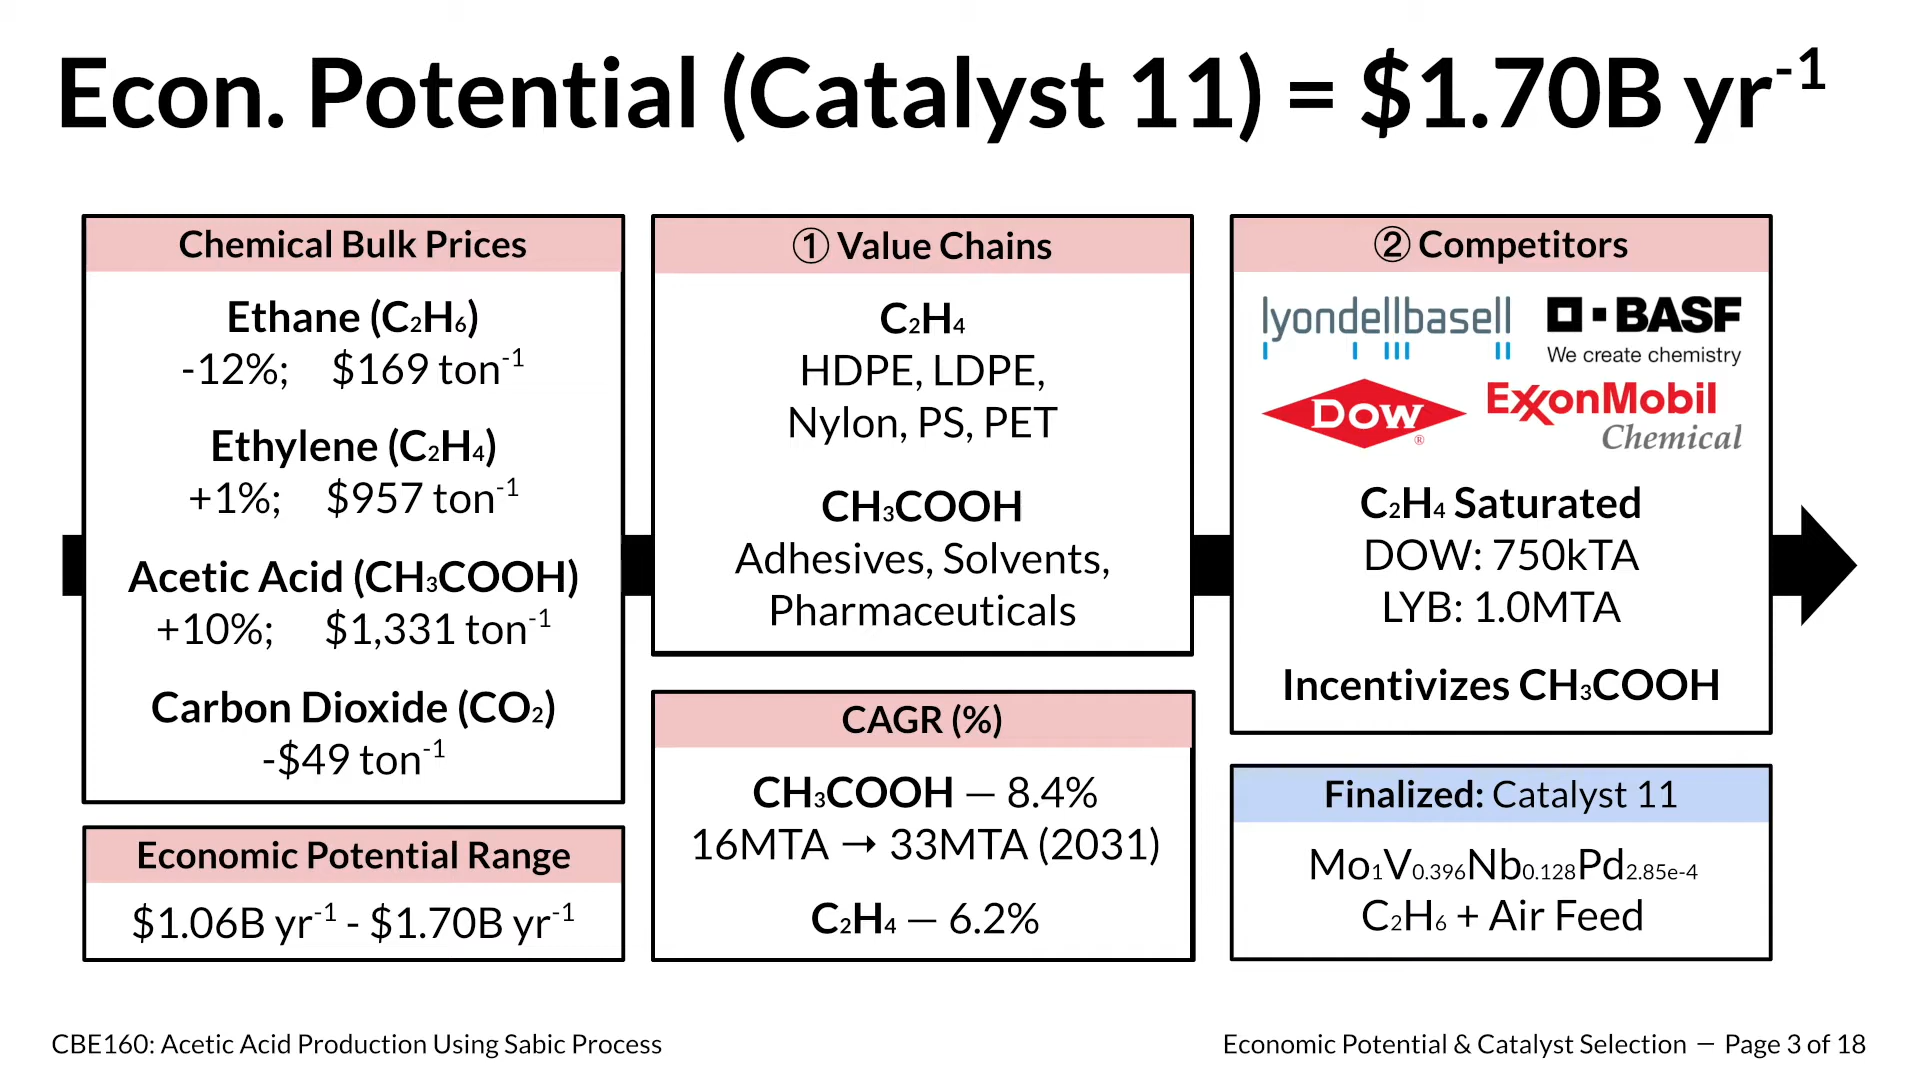 Econ. Potential (Catalyst 11) = $1.70B yr⁻¹
Chemical Bulk Prices
Ethane (C₂H₆)
-12%; $169 ton⁻¹
Ethylene (C₂H₄)
+1%; $957 ton⁻¹
Acetic Acid (CH₃COOH)
+10%; $1,331 ton⁻¹
Carbon Dioxide (CO₂)
-$49 ton⁻¹
Economic Potential Range
$1.06B yr⁻¹ - $1.70B yr⁻¹
① Value Chains
C₂H₄
HDPE, LDPE,
Nylon, PS, PET
CH₃COOH
Adhesives, Solvents,
Pharmaceuticals
CAGR (%)
CH₃COOH — 8.4%
16MTA → 33MTA (2031)
C₂H₄ — 6.2%
② Competitors
lyondellbasell
BASF
We create chemistry
DOW®
ExxonMobil
Chemical
C₂H₄ Saturated
DOW: 750kTA
LYB: 1.0MTA
Incentivizes CH₃COOH
Finalized: Catalyst 11
Mo₁V₀.₃₉₆Nb₀.₁₂₈Pd₂.₈₅ₑ₋₄
C₂H₆ + Air Feed
CBE160: Acetic Acid Production Using Sabic Process
Economic Potential & Catalyst Selection — Page 3 of 18